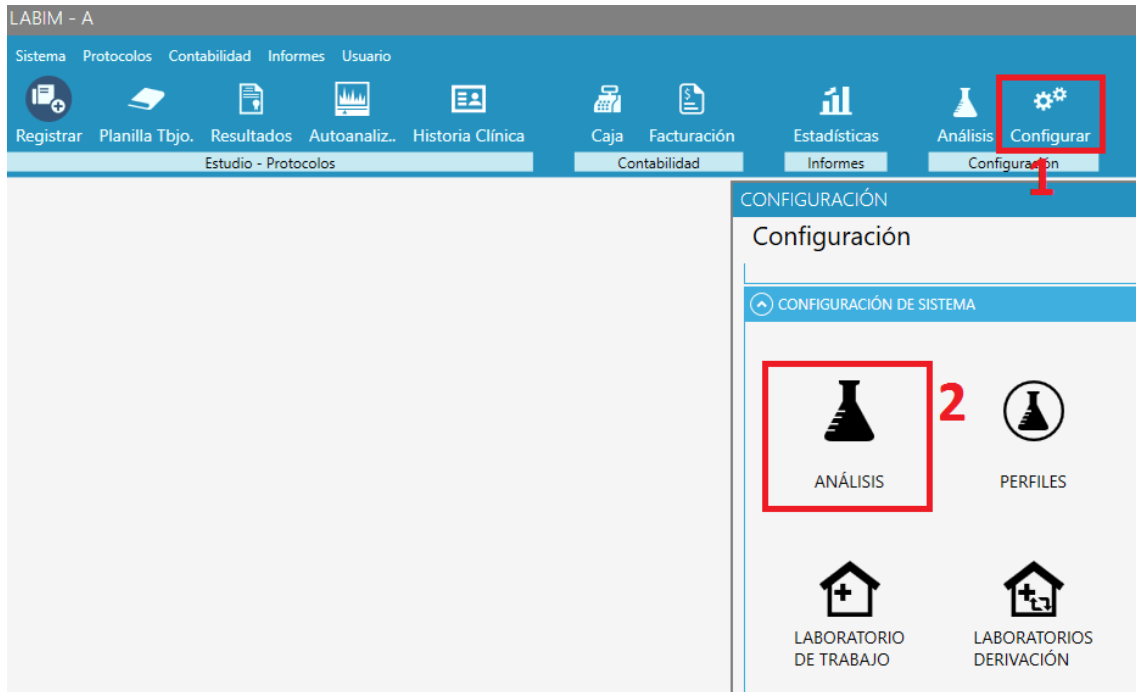 LABIM - A
Sistema Protocolos Contabilidad Informes Usuario
Registrar Planilla Tbjo. Resultados Autoanaliz.. Historia Clínica Caja Facturación Estadísticas Análisis Configurar
Estudio - Protocolos Contabilidad Informes Configuración
1
CONFIGURACIÓN
Configuración
CONFIGURACIÓN DE SISTEMA
2
ANÁLISIS PERFILES
LABORATORIO LABORATORIOS
DE TRABAJO DERIVACIÓN